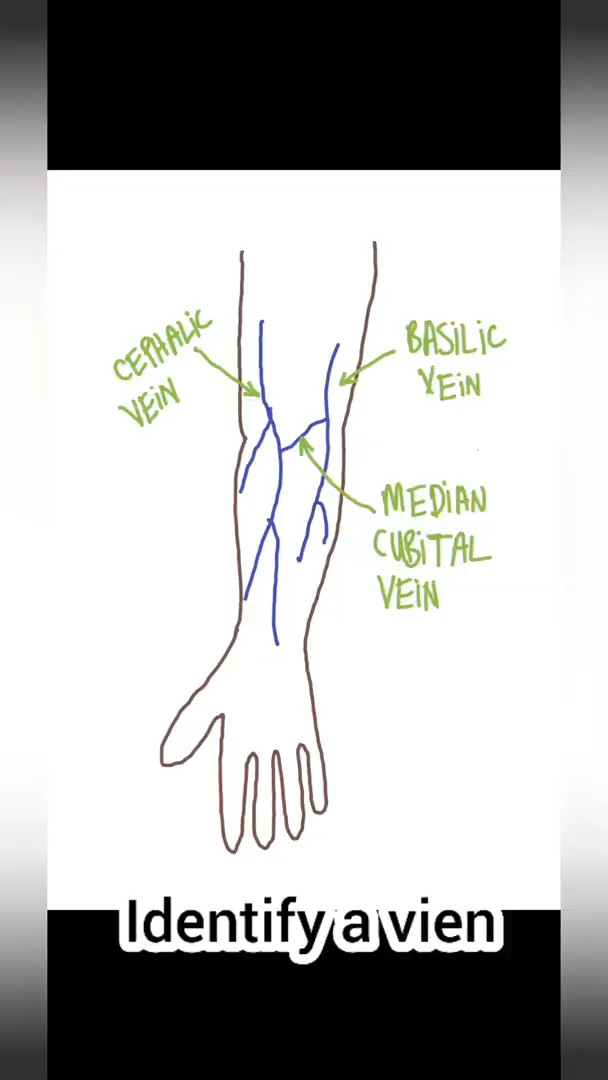 CEPHALIC
VEIN
BASILIC
VEIN
MEDIAN
CUBITAL
VEIN
Identify a vien